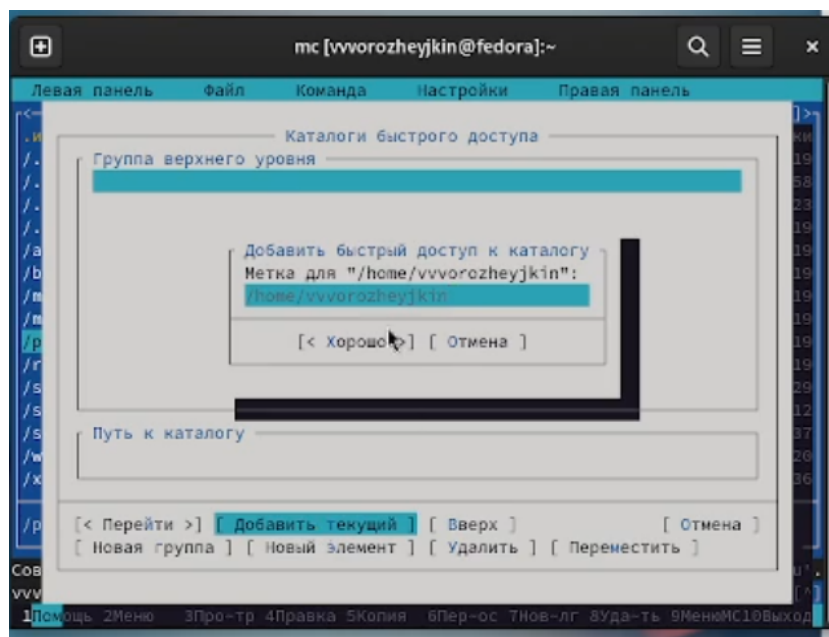 mc [vvvorozheyjkin@fedora]:~
Левая панель Файл Команда Настройки Правая панель
Каталоги быстрого доступа
Группа верхнего уровня
Добавить быстрый доступ к каталогу
Метка для "/home/vvvorozheyjkin":
/home/vvvorozheyjkin
[< Хорошо >] [ Отмена ]
Путь к каталогу
[< Перейти >] [ Добавить текущий ] [ Вверх ] [ Отмена ]
[ Новая группа ] [ Новый элемент ] [ Удалить ] [ Переместить ]
1Помощь 2Меню 3Про~тр 4Правка 5Копия 6Пер~ос 7Нов~лг 8Уда~ть 9МенюMC10Выход